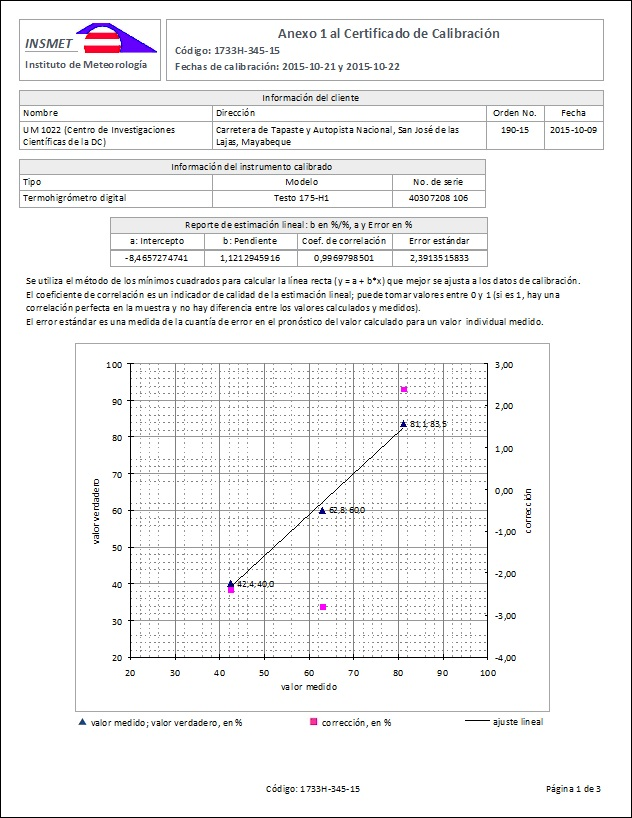 INSMET
Instituto de Meteorología
Anexo 1 al Certificado de Calibración
Código: 1733H-345-15
Fechas de calibración: 2015-10-21 y 2015-10-22
Información del cliente
Nombre Dirección Orden No. Fecha
UM 1022 (Centro de Investigaciones Científicas de la DC) Carretera de Tapaste y Autopista Nacional, San José de las Lajas, Mayabeque 190-15 2015-10-09
Información del instrumento calibrado
Tipo Modelo No. de serie
Termohigrómetro digital Testo 175-H1 40307208 106
Reporte de estimación lineal: b en %/%, a y Error en %
a: Intercepto b: Pendiente Coef. de correlación Error estándar
-8,4657274741 1,1212945916 0,9969798501 2,3913515833
Se utiliza el método de los mínimos cuadrados para calcular la línea recta (y = a + b*x) que mejor se ajusta a los datos de calibración.
El coeficiente de correlación es un indicador de calidad de la estimación lineal; puede tomar valores entre 0 y 1 (si es 1, hay una
correlación perfecta en la muestra y no hay diferencia entre los valores calculados y medidos).
El error estándar es una medida de la cuantía de error en el pronóstico del valor calculado para un valor individual medido.
100 3,00
90 2,00
80 1,00
70 0,00
60 -1,00
50 -2,00
40 -3,00
30 -4,00
20
valor verdadero
corrección
81,1; 83,5
62,8; 60,0
42,4; 40,0
20 30 40 50 60 70 80 90 100
valor medido
valor medido; valor verdadero, en % corrección, en % ajuste lineal
Código: 1733H-345-15 Página 1 de 3